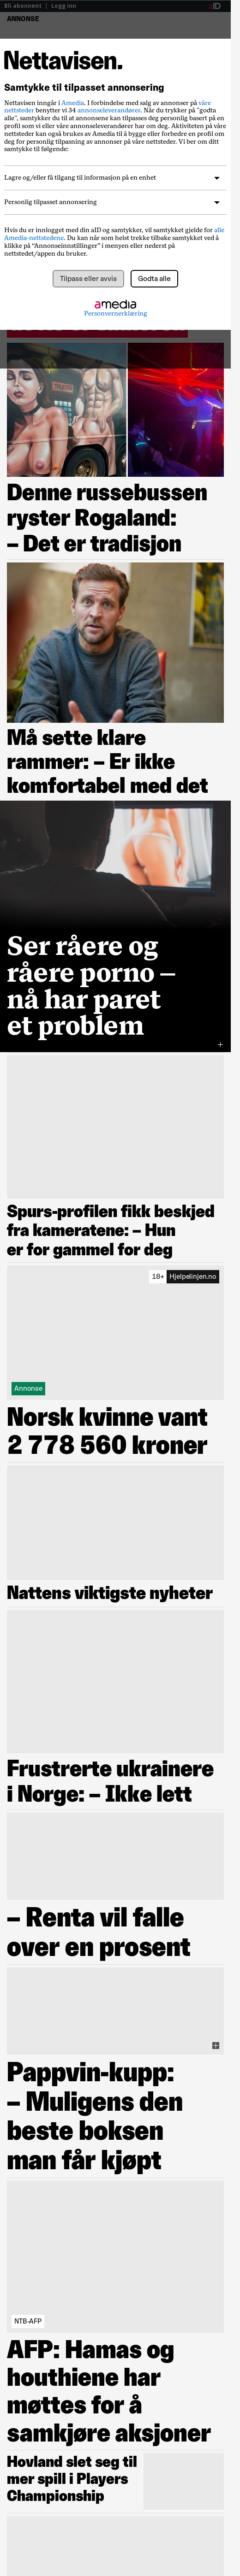 Bli abonnent | Logg inn
ANNONSE
Nettavisen.
Samtykke til tilpasset annonsering
Nettavisen inngår i Amedia. I forbindelse med salg av annonser på våre
nettsteder benytter vi 34 annonseleverandører. Når du trykker på "godta
alle", samtykker du til at annonsene kan tilpasses deg personlig basert på en
profil som vi eller våre annonseleverandører har om deg. Aktiviteten på våre
nettsteder kan også brukes av Amedia til å bygge eller forbedre en profil om
deg for personlig tilpasning av annonser på våre nettsteder. Vi ber om ditt
samtykke til følgende:
Lagre og/eller få tilgang til informasjon på en enhet
Personlig tilpasset annonsering
Hvis du er innlogget med din aID og samtykker, vil samtykket gjelde for alle
Amedia-nettstedene. Du kan når som helst trekke tilbake samtykket ved å
klikke på “Annonseinnstillinger” i menyen eller nederst på
nettstedet/appen du bruker.
Tilpass eller avvis
Godta alle
amedia
Personvernerklæring
Denne russebussen
ryster Rogaland:
– Det er tradisjon
Må sette klare
rammer: – Er ikke
komfortabel med det
Ser råere og
råere porno –
nå har paret
et problem
Spurs-profilen fikk beskjed
fra kameratene: – Hun
er for gammel for deg
18+ Hjelpelinjen.no
Annonse
Norsk kvinne vant
2 778 560 kroner
Nattens viktigste nyheter
Frustrerte ukrainere
i Norge: – Ikke lett
– Renta vil falle
over en prosent
Pappvin-kupp:
– Muligens den
beste boksen
man får kjøpt
NTB-AFP
AFP: Hamas og
houthiene har
møttes for å
samkjøre aksjoner
Hovland slet seg til
mer spill i Players
Championship